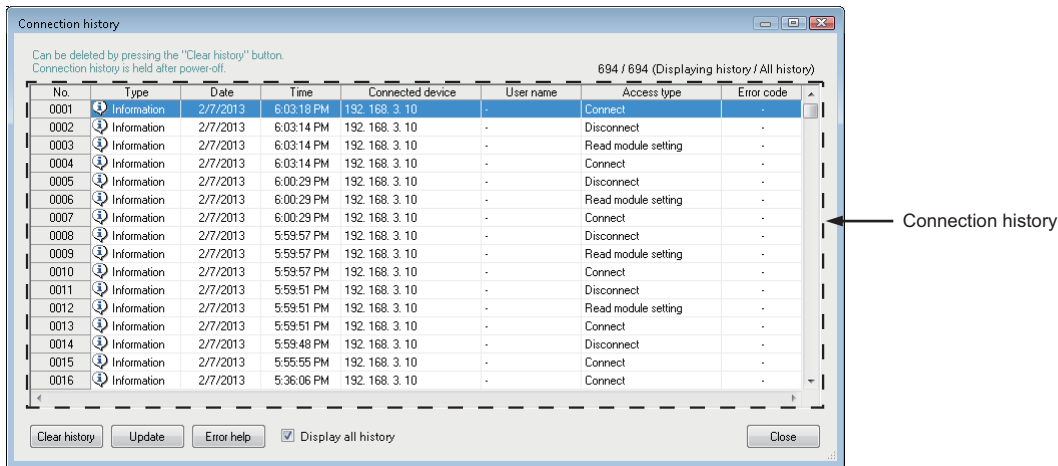 Connection history
Can be deleted by pressing the "Clear history" button.
Connection history is held after power-off.
694 / 694 (Displaying history / All history)
No. Type Date Time Connected device User name Access type Error code
0001 Information 2/7/2013 6:03:18 PM 192. 168. 3. 10 - Connect -
0002 Information 2/7/2013 6:03:14 PM 192. 168. 3. 10 - Disconnect -
0003 Information 2/7/2013 6:03:14 PM 192. 168. 3. 10 - Read module setting -
0004 Information 2/7/2013 6:03:14 PM 192. 168. 3. 10 - Connect -
0005 Information 2/7/2013 6:00:29 PM 192. 168. 3. 10 - Disconnect -
0006 Information 2/7/2013 6:00:29 PM 192. 168. 3. 10 - Read module setting -
0007 Information 2/7/2013 6:00:29 PM 192. 168. 3. 10 - Connect -
0008 Information 2/7/2013 5:59:57 PM 192. 168. 3. 10 - Disconnect -
0009 Information 2/7/2013 5:59:57 PM 192. 168. 3. 10 - Read module setting -
0010 Information 2/7/2013 5:59:57 PM 192. 168. 3. 10 - Connect -
0011 Information 2/7/2013 5:59:51 PM 192. 168. 3. 10 - Disconnect -
0012 Information 2/7/2013 5:59:51 PM 192. 168. 3. 10 - Read module setting -
0013 Information 2/7/2013 5:59:51 PM 192. 168. 3. 10 - Connect -
0014 Information 2/7/2013 5:59:48 PM 192. 168. 3. 10 - Disconnect -
0015 Information 2/7/2013 5:55:55 PM 192. 168. 3. 10 - Connect -
0016 Information 2/7/2013 5:36:06 PM 192. 168. 3. 10 - Connect -
Connection history
Clear history Update Error help Display all history Close